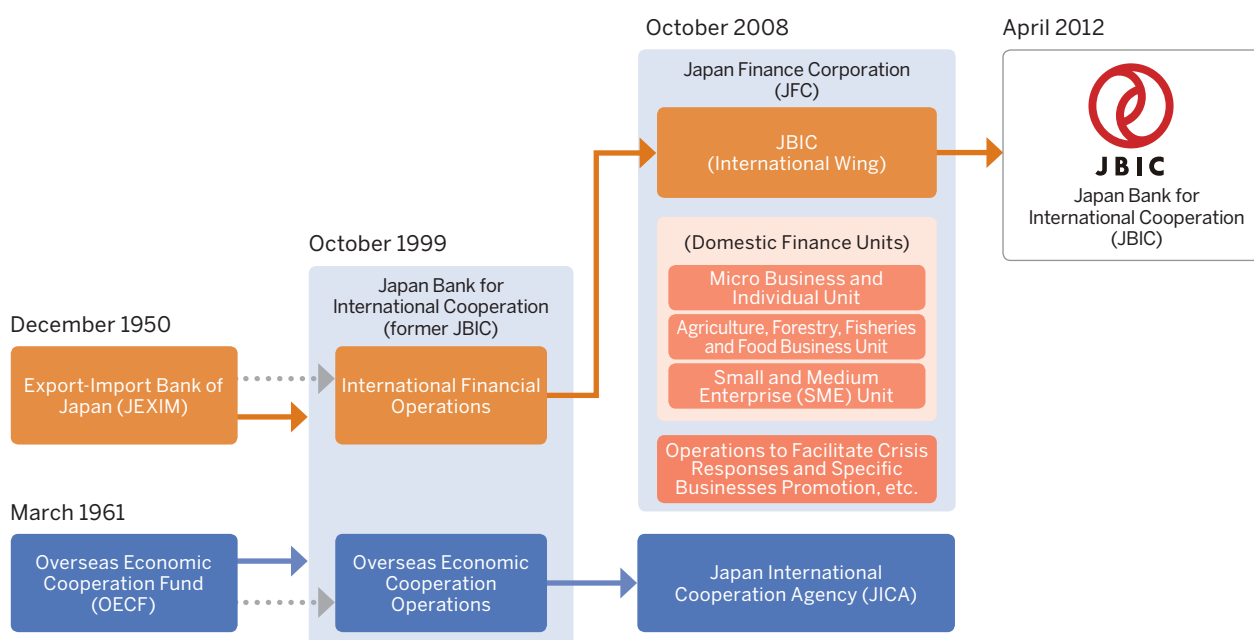 December 1950
Export-Import Bank of
Japan (JEXIM)
March 1961
Overseas Economic
Cooperation Fund
(OECF)
October 1999
Japan Bank for
International Cooperation
(former JBIC)
International Financial
Operations
Overseas Economic
Cooperation
Operations
October 2008
Japan Finance Corporation
(JFC)
JBIC
(International Wing)
(Domestic Finance Units)
Micro Business and
Individual Unit
Agriculture, Forestry, Fisheries
and Food Business Unit
Small and Medium
Enterprise (SME) Unit
Operations to Facilitate Crisis
Responses and Specific
Businesses Promotion, etc.
Japan International
Cooperation Agency (JICA)
April 2012
JBIC
Japan Bank for
International Cooperation
(JBIC)